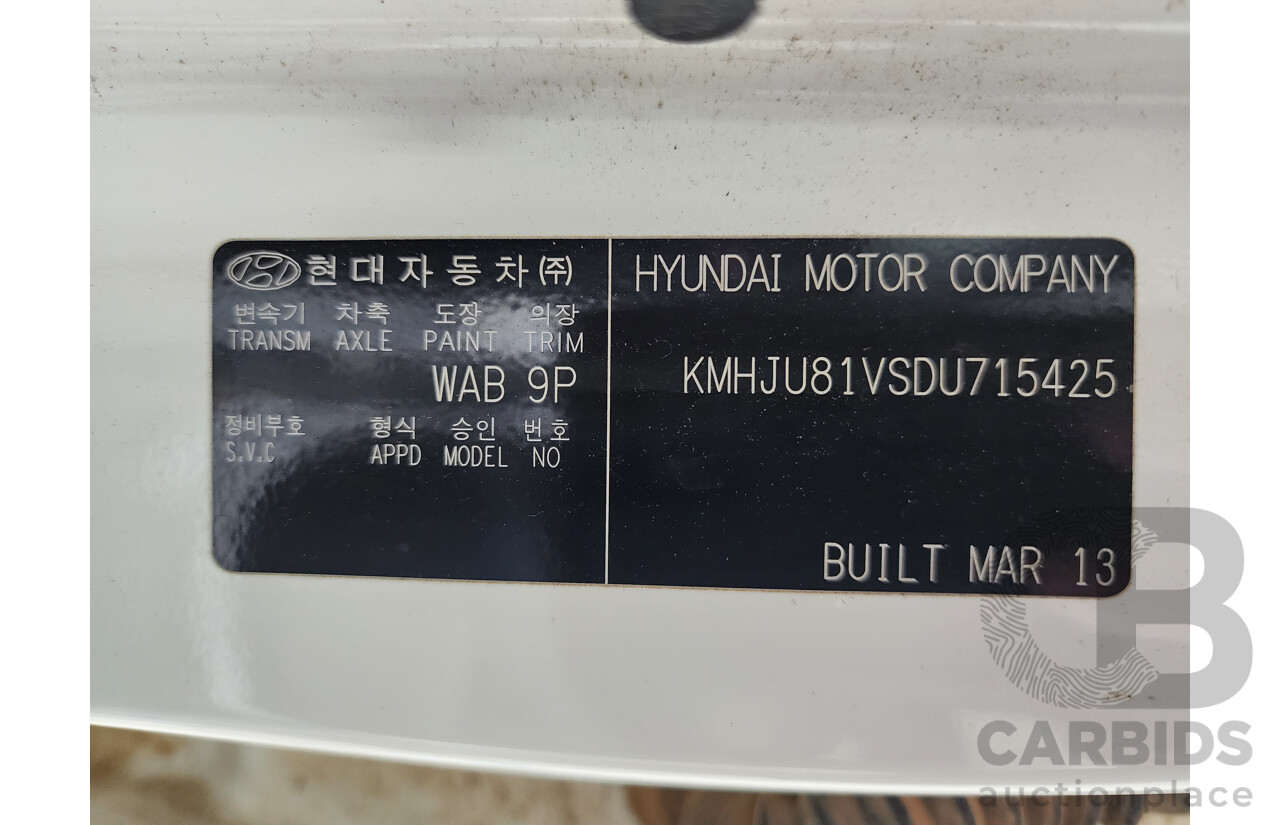 현대자동차㈜
변속기 차축 도장 의장
TRANSM AXLE PAINT TRIM
WAB 9P
정비부호 형식 승인 번호
S.V.C APPD MODEL NO
HYUNDAI MOTOR COMPANY
KMHJU81VSDU715425
BUILT MAR 13
CARBIDS
auctionplace